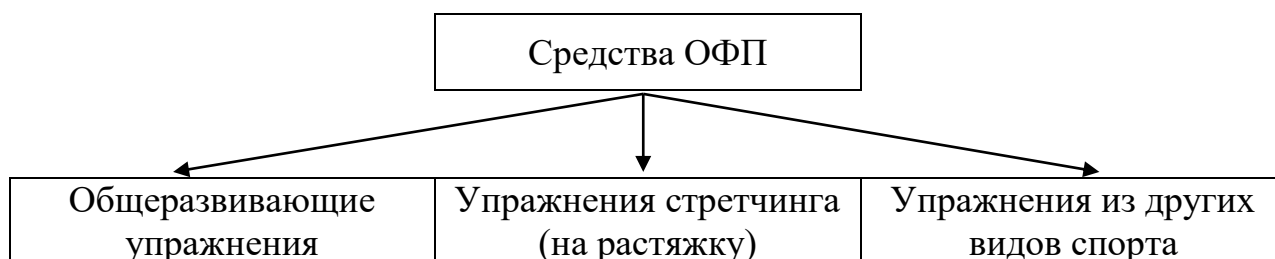 Средства ОФП
Общеразвивающие
упражнения
Упражнения стретчинга
(на растяжку)
Упражнения из других
видов спорта